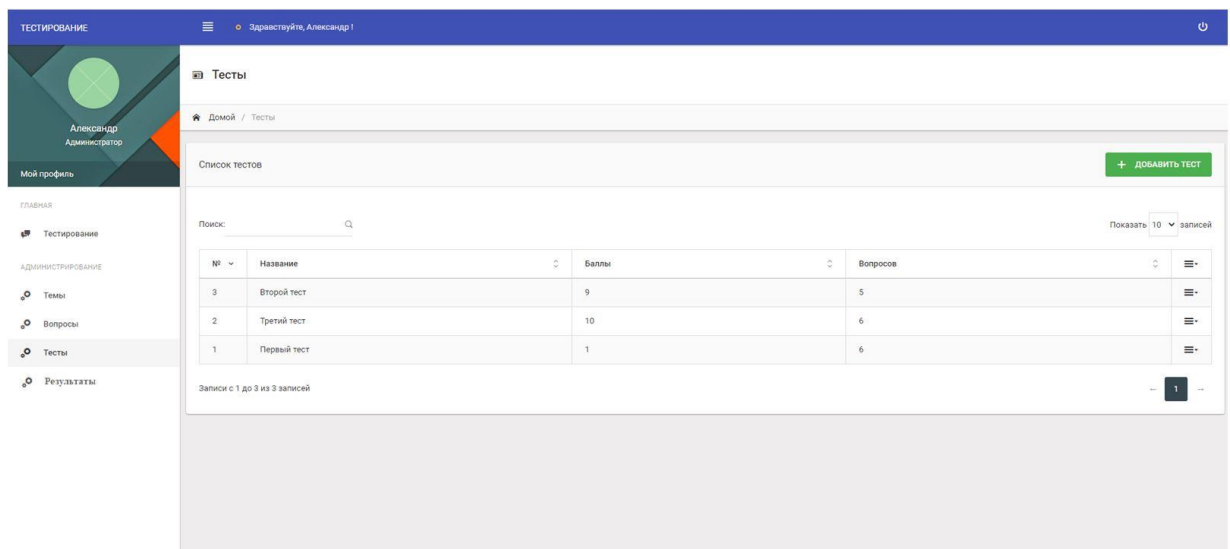 ТЕСТИРОВАНИЕ
Здравствуйте, Александр !
Александр
Администратор
Мой профиль
ГЛАВНАЯ
Тестирование
АДМИНИСТРИРОВАНИЕ
Темы
Вопросы
Тесты
Результаты
Тесты
Домой / Тесты
Список тестов
+ ДОБАВИТЬ ТЕСТ
Поиск:
Показать 10 записей
№ Название Баллы Вопросов
3 Второй тест 9 5
2 Третий тест 10 6
1 Первый тест 1 6
Записи с 1 до 3 из 3 записей
← 1 →